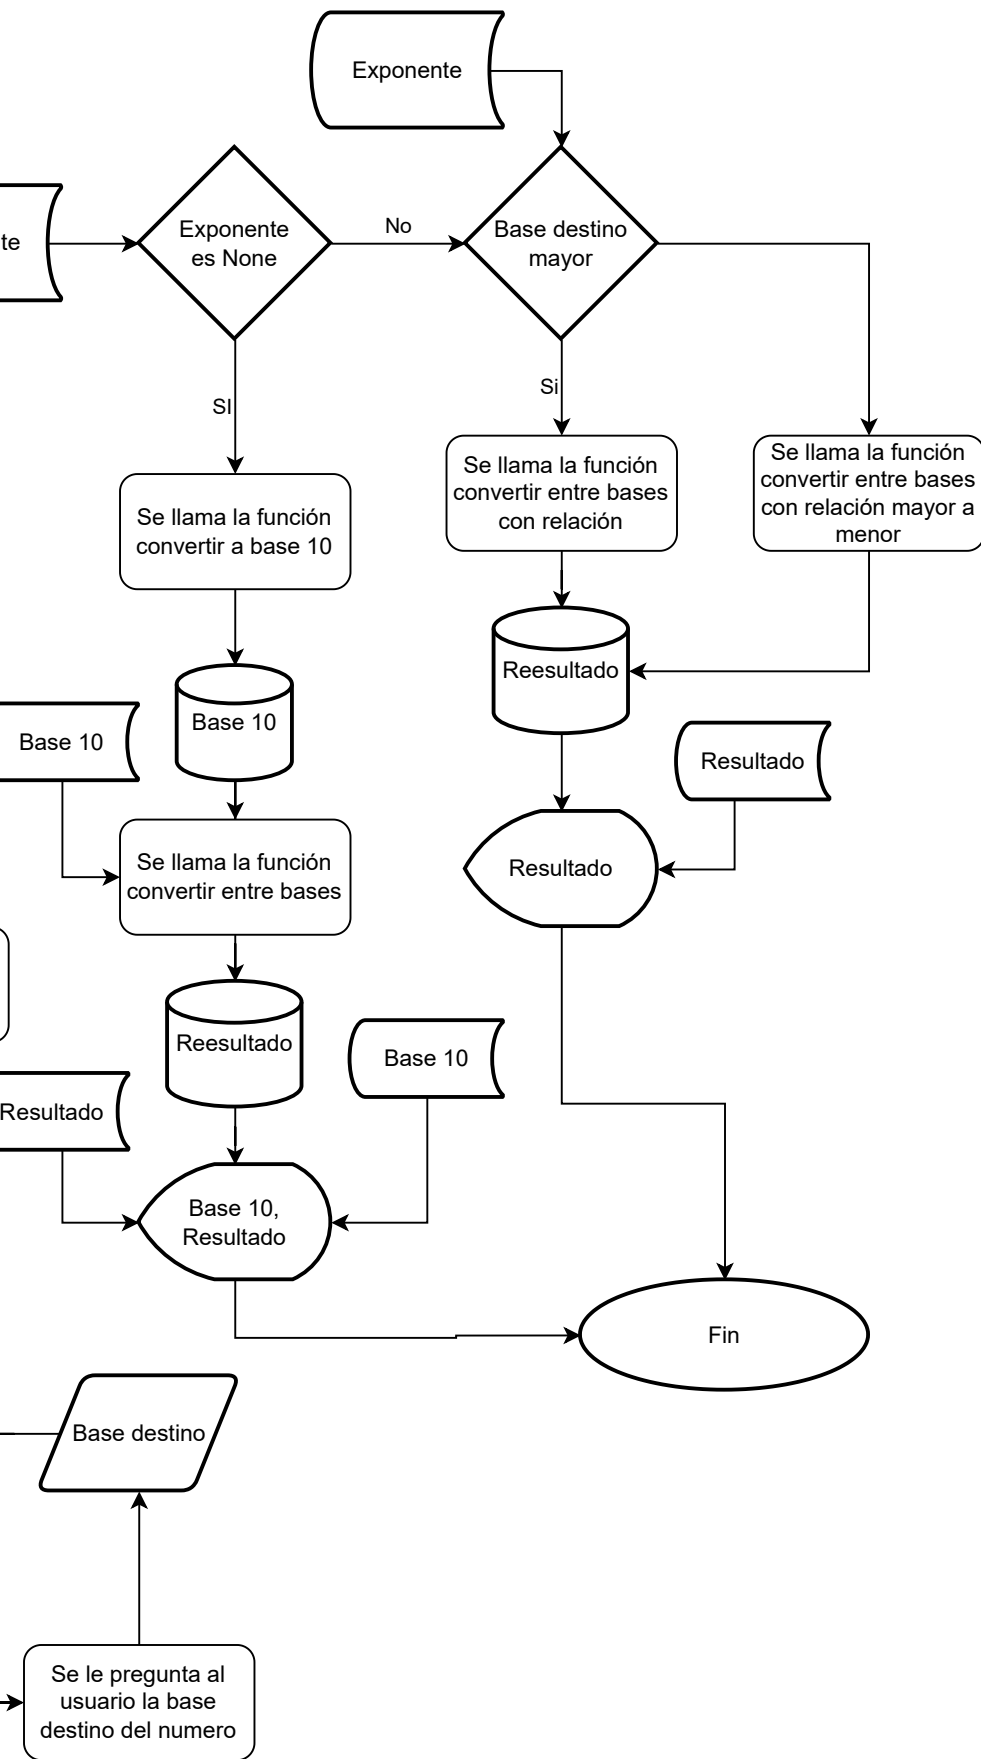 Exponente
te
Exponente
es None
No
Base destino
mayor
SI
Si
Se llama la función
convertir a base 10
Se llama la función
convertir entre bases
con relación
Se llama la función
convertir entre bases
con relación mayor a
menor
Reesultado
Base 10
Base 10
Resultado
Se llama la función
convertir entre bases
Resultado
Reesultado
Base 10
Resultado
Base 10,
Resultado
Fin
Base destino
Se le pregunta al
usuario la base
destino del numero